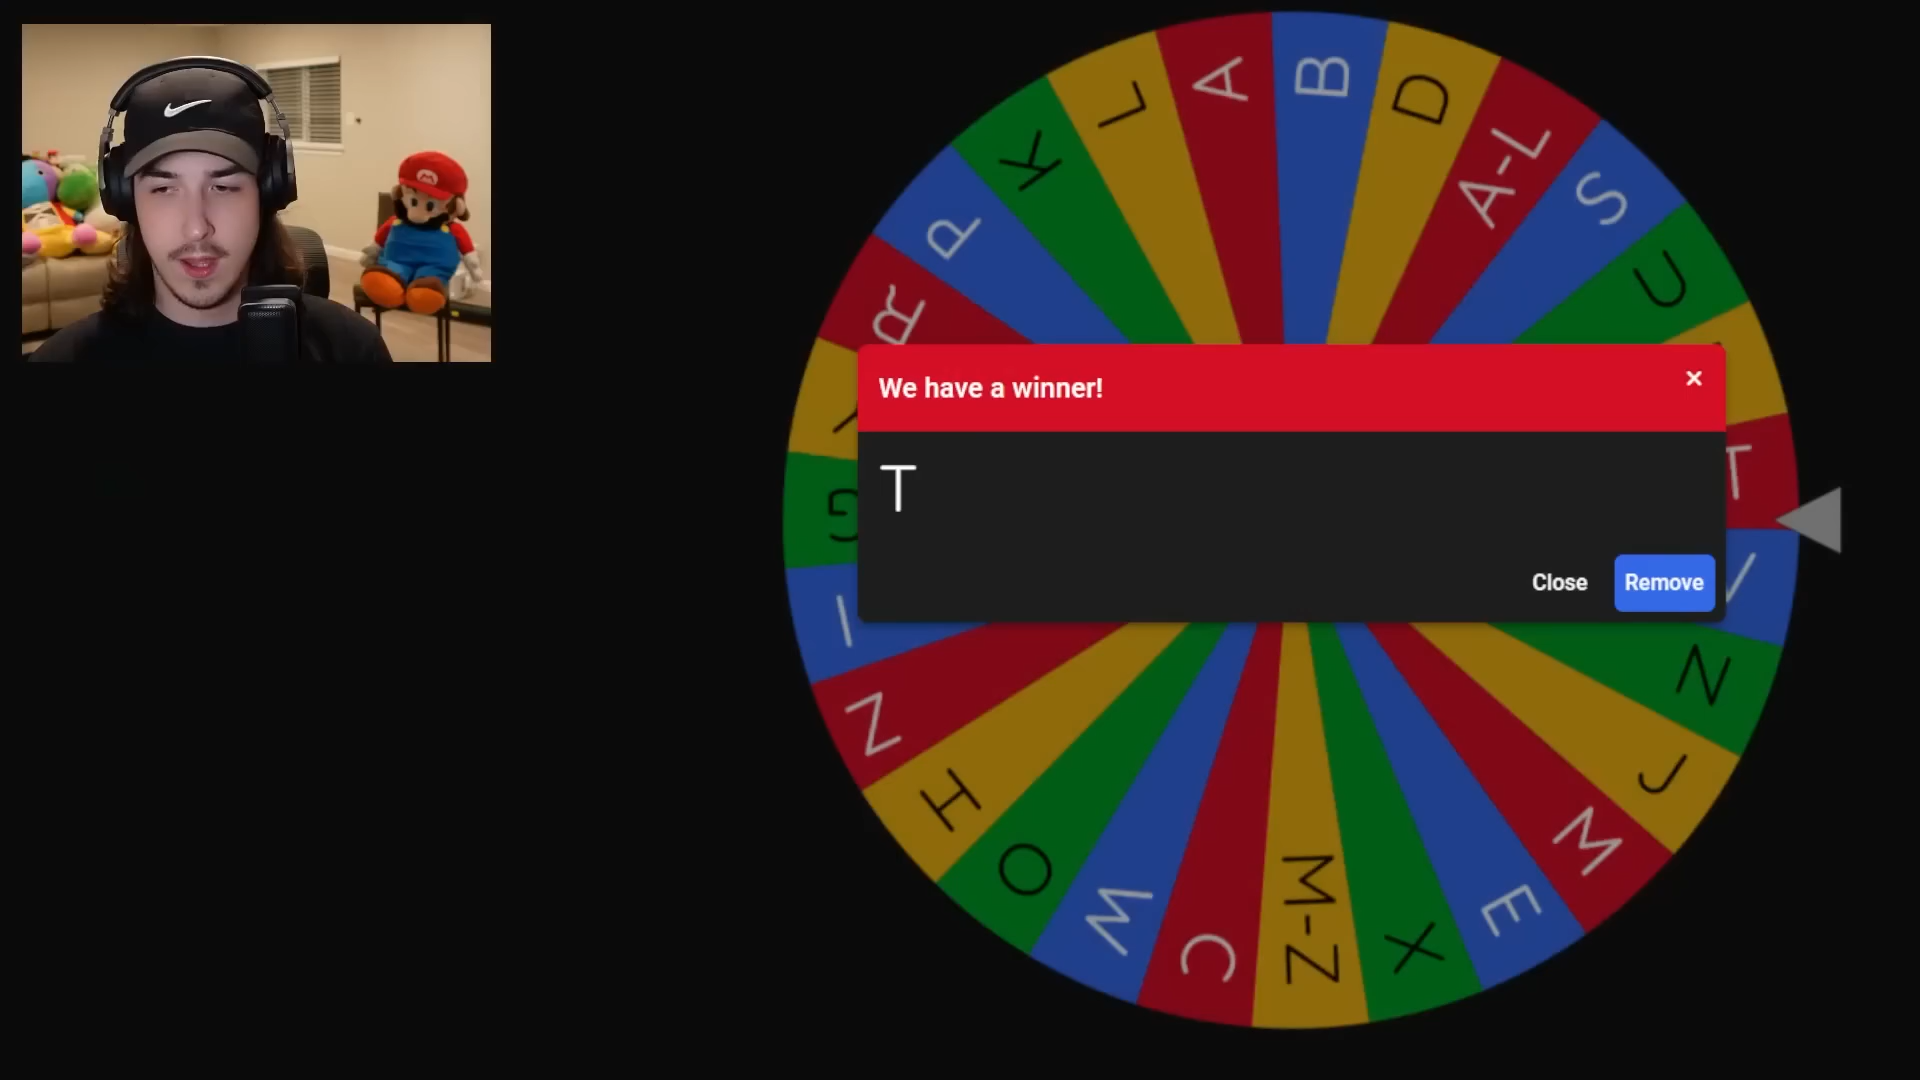 We have a winner!
×
T
Close
Remove
A
B
D
A-L
S
U
T
V
N
J
M
E
X
M-Z
C
W
O
H
Z
I
G
Y
R
P
K
L
M